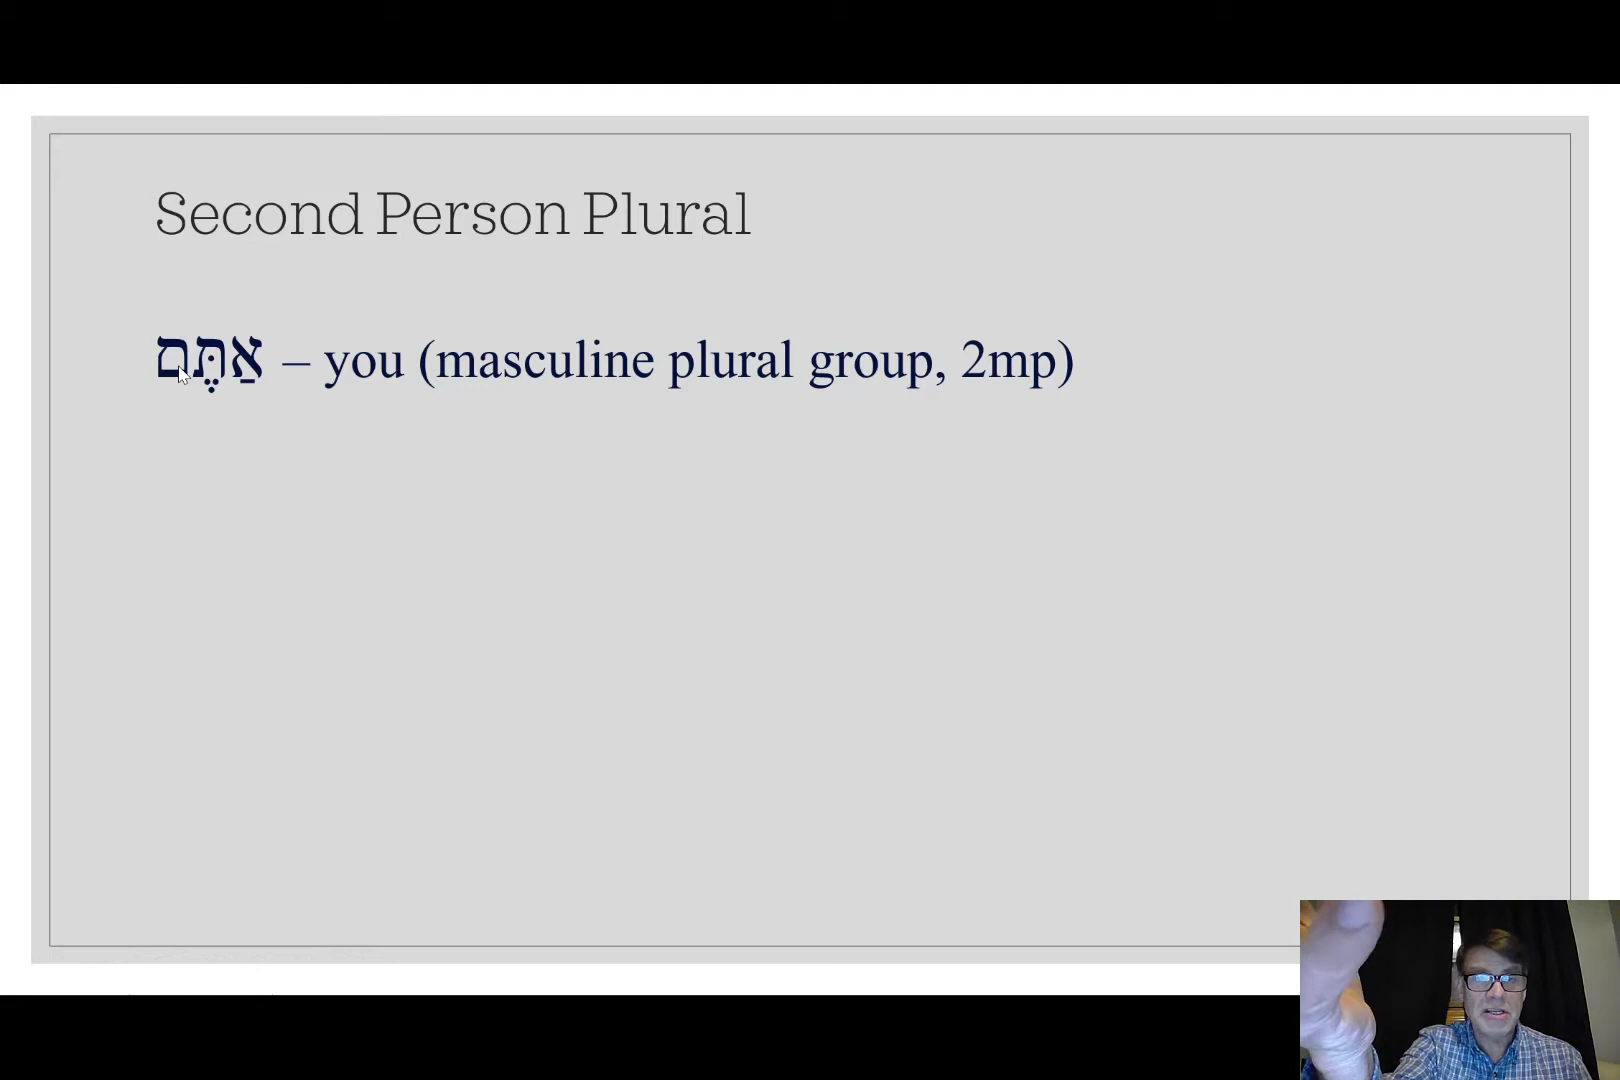 Second Person Plural
אַתֶּם – you (masculine plural group, 2mp)